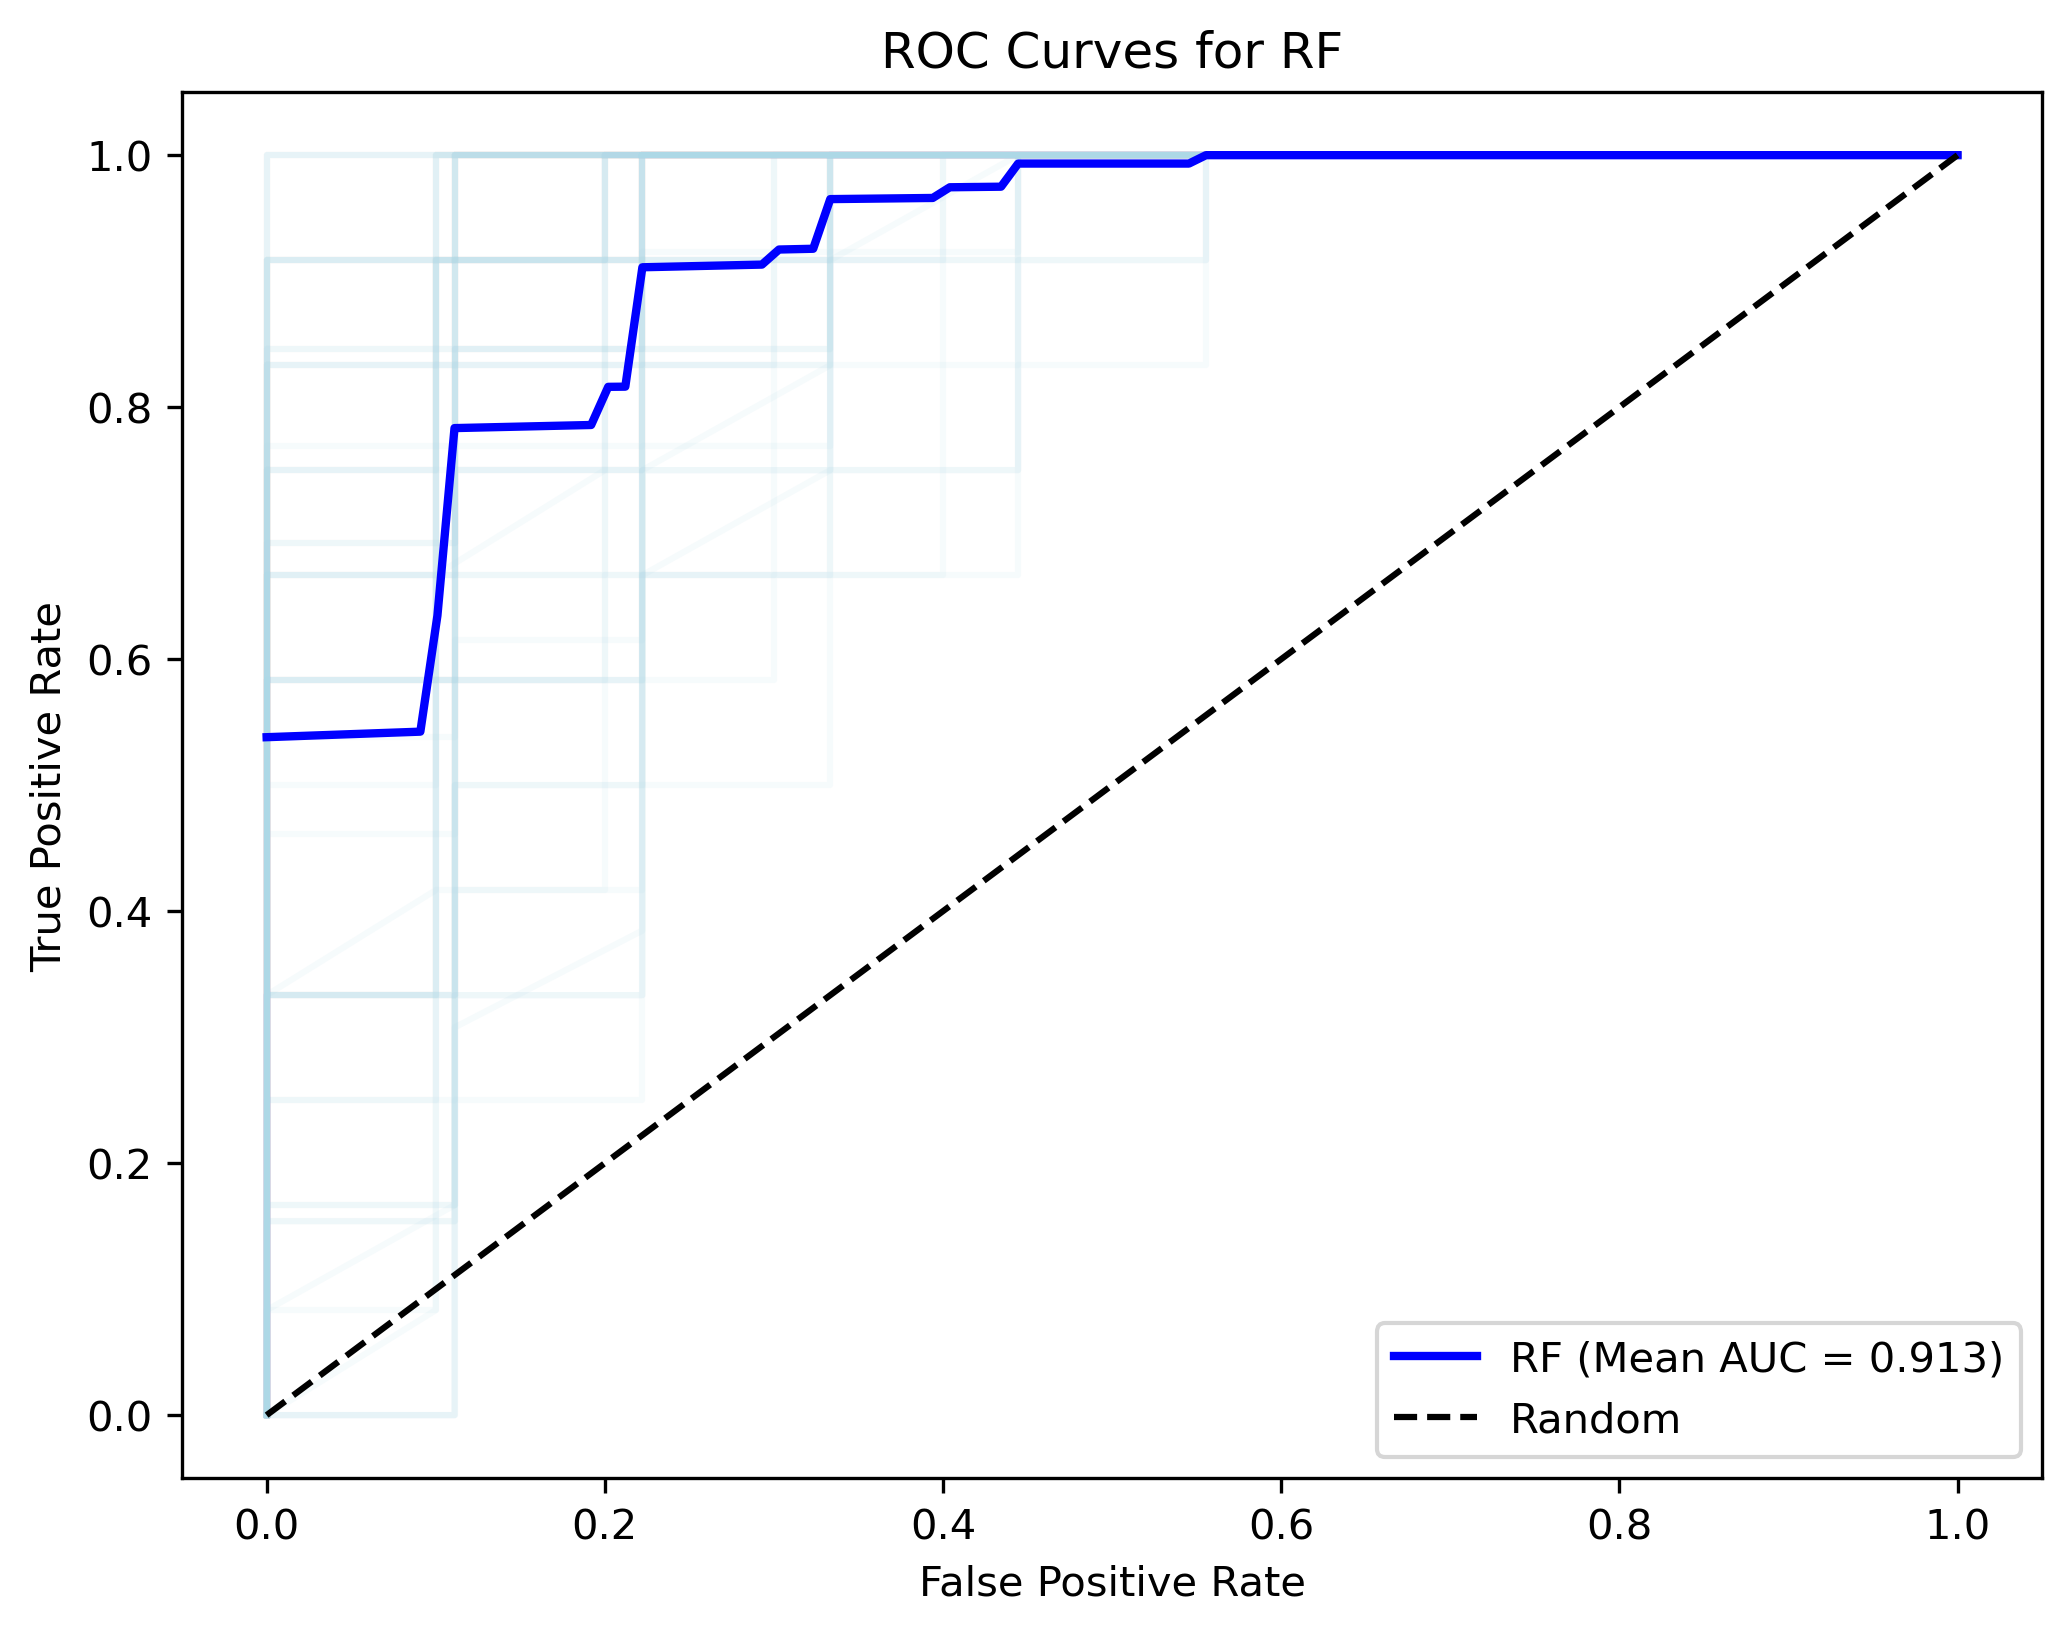 ROC Curves for RF
True Positive Rate
1.0
0.8
0.6
0.4
0.2
0.0
0.0 0.2 0.4 0.6 0.8 1.0
False Positive Rate
RF (Mean AUC = 0.913)
Random